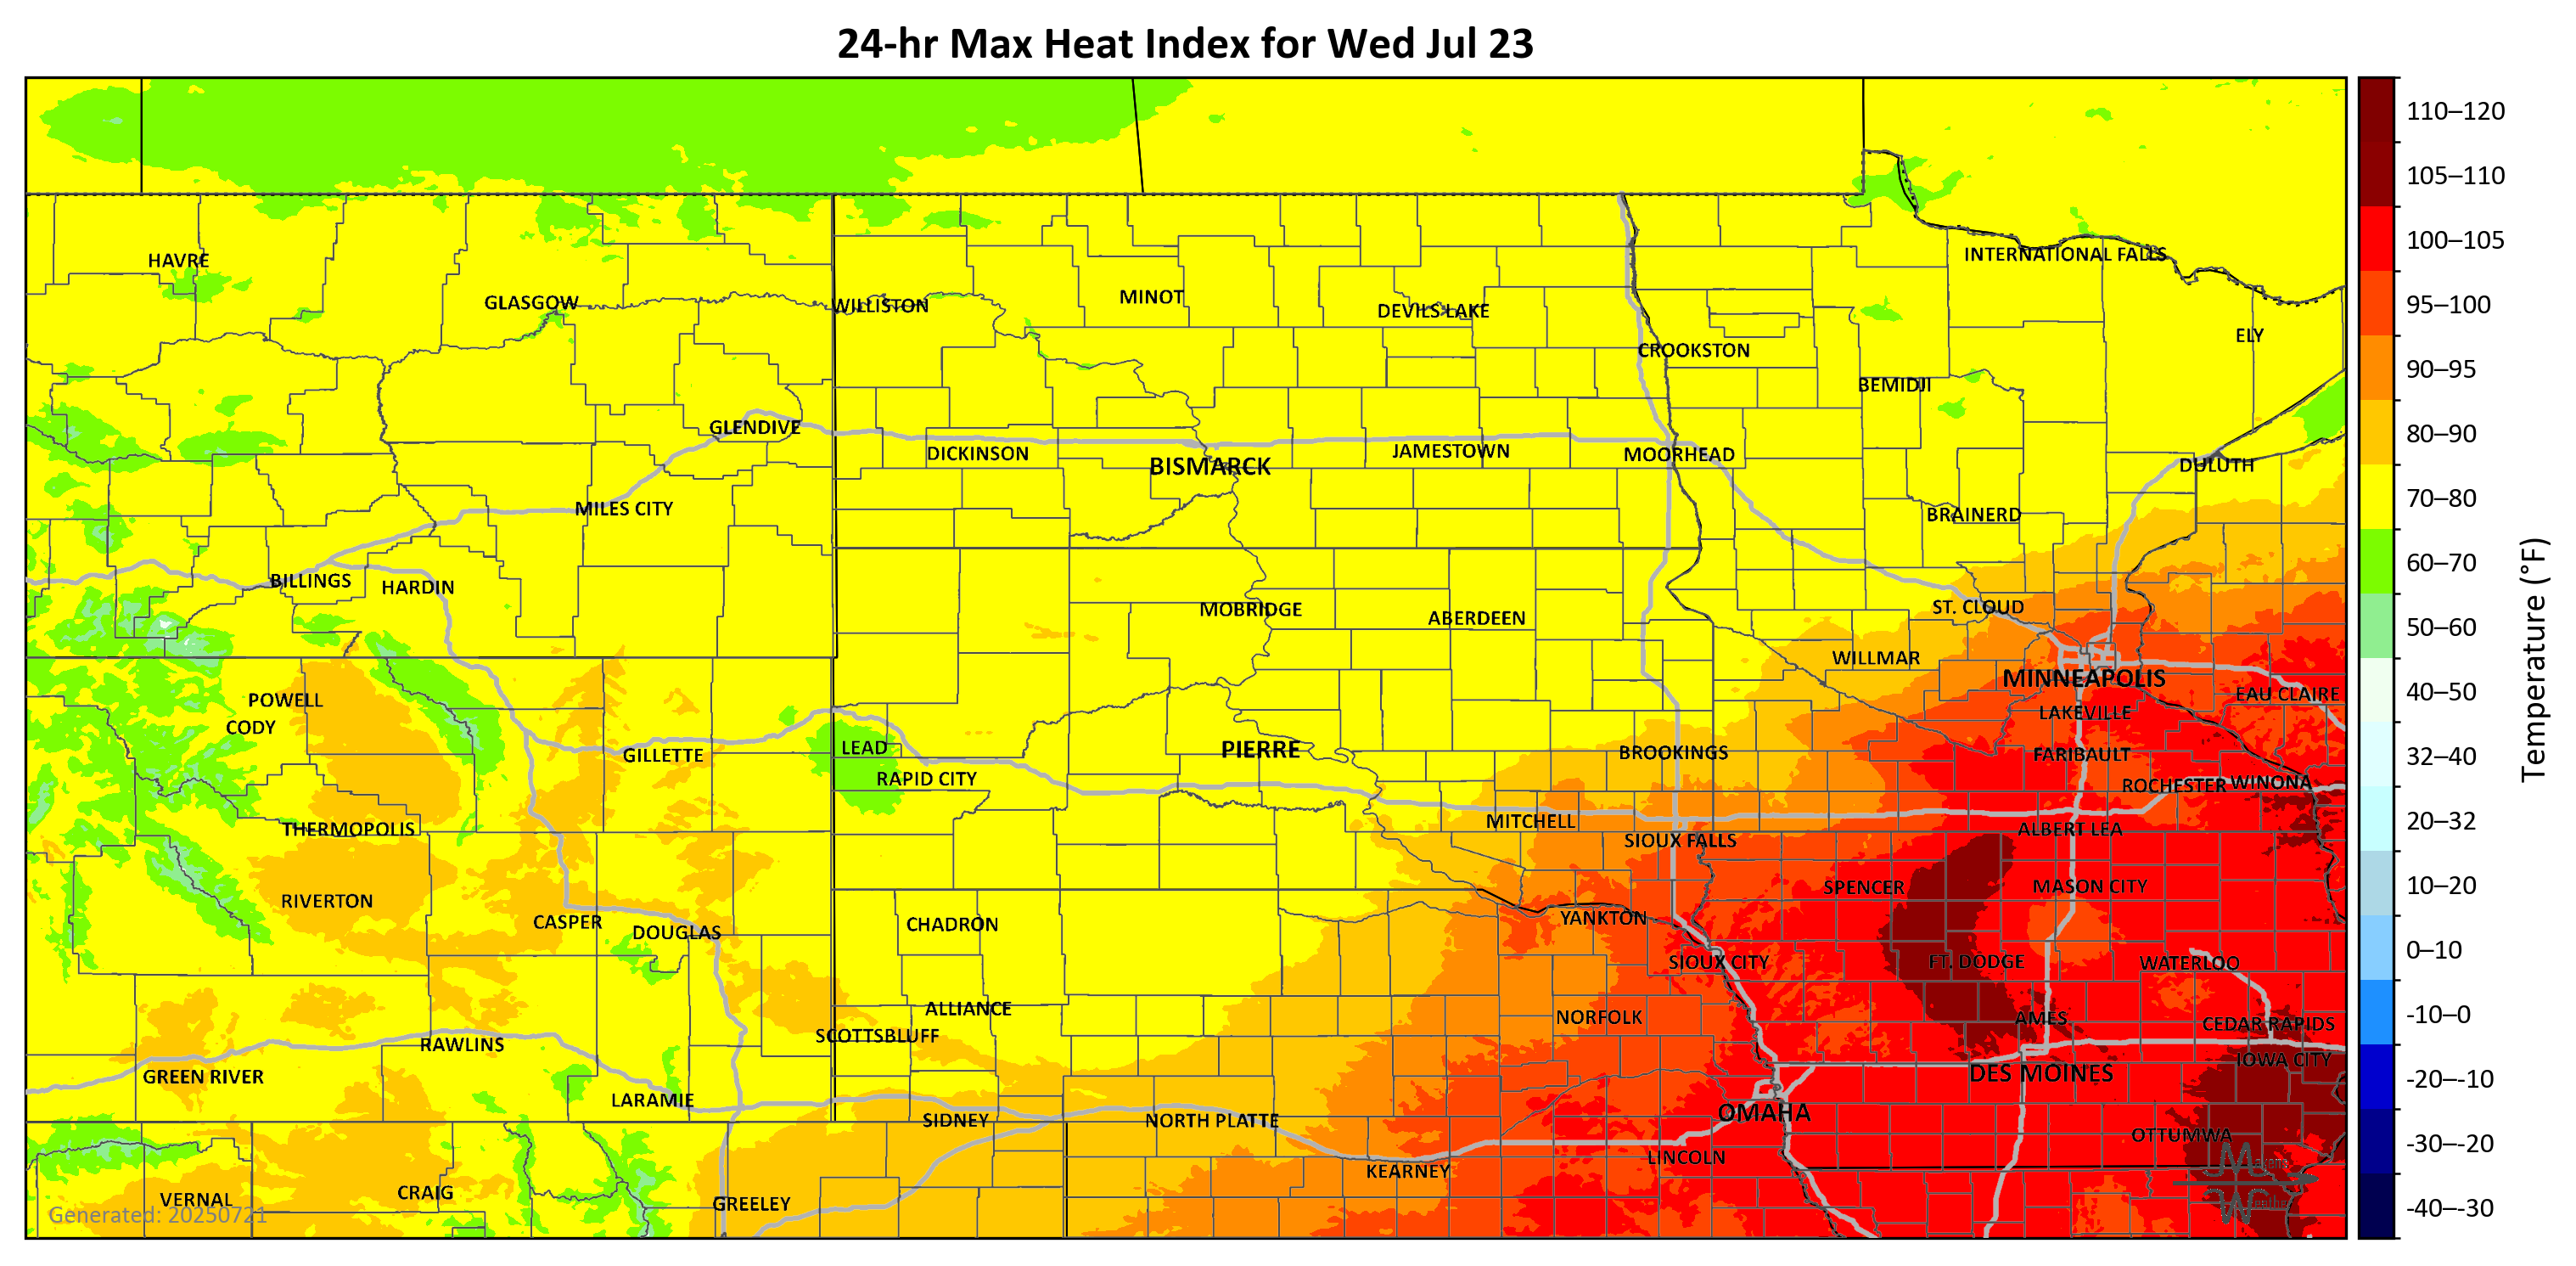 24-hr Max Heat Index for Wed Jul 23
HAVRE
GLASGOW
WILLISTON
MINOT
DEVILS LAKE
INTERNATIONAL FALLS
ELY
CROOKSTON
BEMIDJI
GLENDIVE
DICKINSON
BISMARCK
JAMESTOWN
MOORHEAD
DULUTH
MILES CITY
BRAINERD
BILLINGS
HARDIN
MOBRIDGE
ABERDEEN
ST. CLOUD
WILLMAR
MINNEAPOLIS
EAU CLAIRE
POWELL
CODY
LAKEVILLE
GILLETTE
LEAD
PIERRE
BROOKINGS
FARIBAULT
RAPID CITY
ROCHESTER
WINONA
THERMOPOLIS
MITCHELL
SIOUX FALLS
ALBERT LEA
RIVERTON
SPENCER
MASON CITY
CASPER
DOUGLAS
CHADRON
YANKTON
SIOUX CITY
FT. DODGE
WATERLOO
ALLIANCE
NORFOLK
AMES
CEDAR RAPIDS
SCOTTSBLUFF
RAWLINS
IOWA CITY
GREEN RIVER
DES MOINES
LARAMIE
SIDNEY
NORTH PLATTE
OMAHA
OTTUMWA
KEARNEY
LINCOLN
VERNAL
CRAIG
GREELEY
Generated: 20250721
110–120
105–110
100–105
95–100
90–95
80–90
70–80
60–70
50–60
40–50
32–40
20–32
10–20
0–10
-10–0
-20–-10
-30–-20
-40–-30
Temperature (°F)